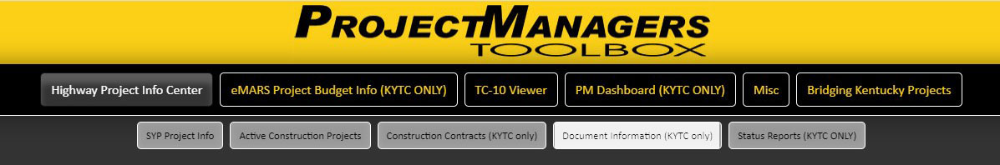 PROJECTMANAGERS
TOOLBOX
Highway Project Info Center eMARS Project Budget Info (KYTC ONLY) TC-10 Viewer PM Dashboard (KYTC ONLY) Misc Bridging Kentucky Projects
SYP Project Info Active Construction Projects Construction Contracts (KYTC only) Document Information (KYTC only) Status Reports (KYTC ONLY)